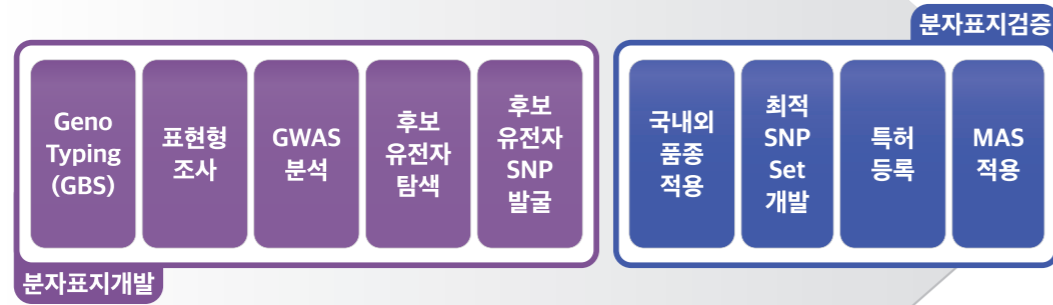 분자표지검증
Geno
Typing
(GBS)
표현형
조사
GWAS
분석
후보
유전자
탐색
후보
유전자
SNP
발굴
국내외
품종
적용
최적
SNP
Set
개발
특허
등록
MAS
적용
분자표지개발